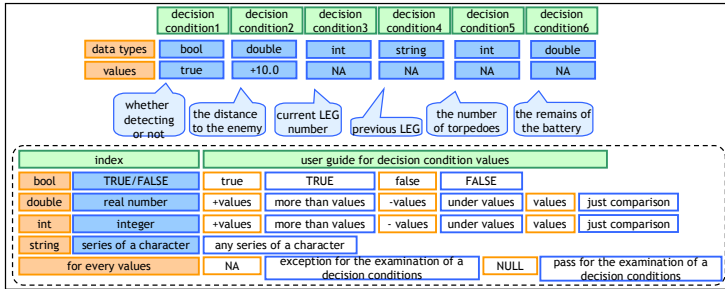 decision condition1 decision condition2 decision condition3 decision condition4 decision condition5 decision condition6
data types bool double int string int double
values true +10.0 NA NA NA NA
whether detecting or not
the distance to the enemy
current LEG number
previous LEG
the number of torpedoes
the remains of the battery
index user guide for decision condition values
bool TRUE/FALSE true TRUE false FALSE
double real number +values more than values -values under values values just comparison
int integer +values more than values - values under values values just comparison
string series of a character any series of a character
for every values NA exception for the examination of a decision conditions NULL pass for the examination of a decision conditions